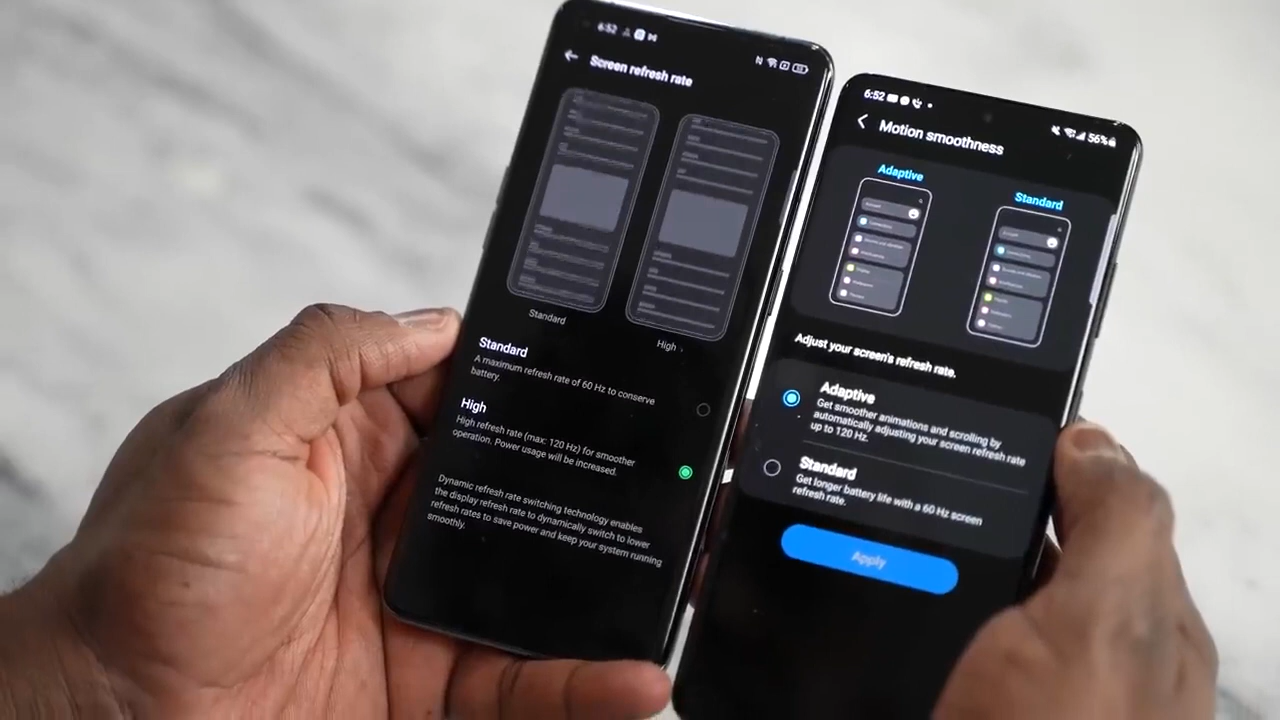 6:52
Screen refresh rate
Standard
High
Standard
A maximum refresh rate of 60 Hz to conserve
battery.
High
High refresh rate (max: 120 Hz) for smoother
operation. Power usage will be increased.
Dynamic refresh rate switching technology enables
the display refresh rate to dynamically switch to lower
refresh rates to save power and keep your system running
smoothly.
6:52
56%
Motion smoothness
Adaptive
Standard
Adjust your screen's refresh rate.
Adaptive
Get smoother animations and scrolling by
automatically adjusting your screen refresh rate
up to 120 Hz.
Standard
Get longer battery life with a 60 Hz screen
refresh rate.
Apply